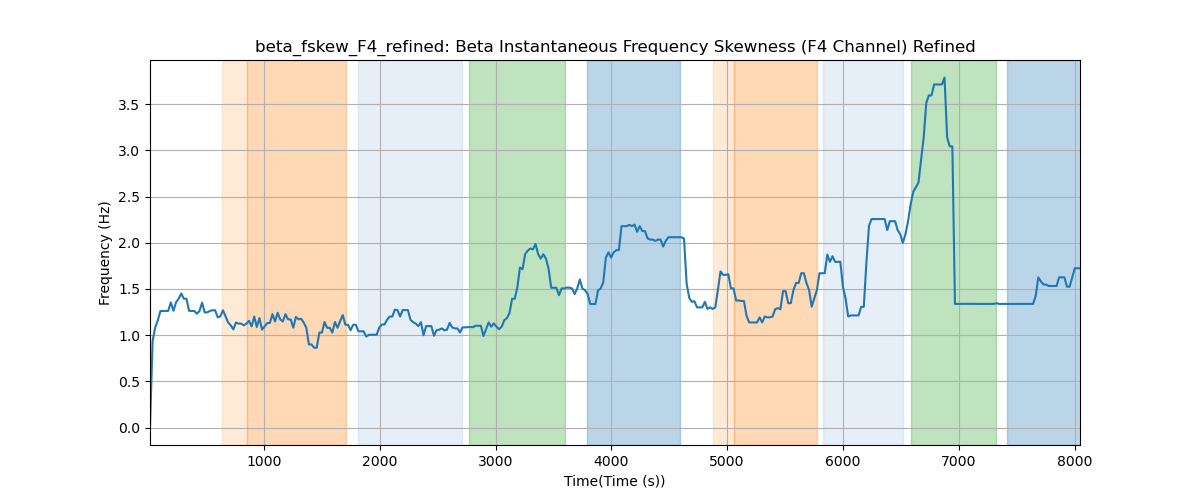 beta_fskew_F4_refined: Beta Instantaneous Frequency Skewness (F4 Channel) Refined
Frequency (Hz)
3.5
3.0
2.5
2.0
1.5
1.0
0.5
0.0
1000 2000 3000 4000 5000 6000 7000 8000
Time(Time (s))